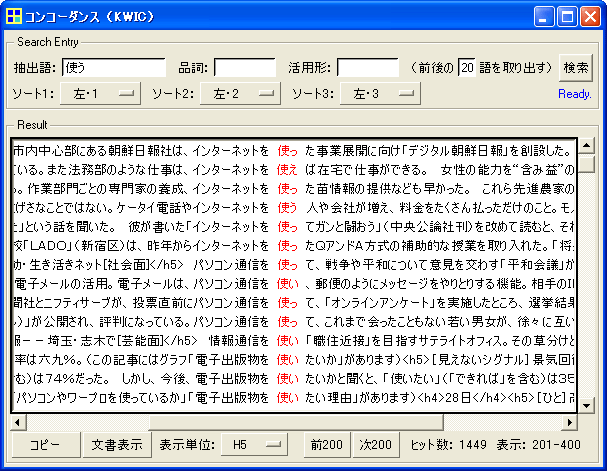 コンコーダンス（KWIC）
Search Entry
抽出語: 使う 品詞: 活用形: （前後の 20 語を取り出す） 検索
ソート1: 左・1 ソート2: 左・2 ソート3: 左・3 Ready.
Result
市内中心部にある朝鮮日報社は、インターネットを 使っ た事業展開に向け「デジタル朝鮮日報」を創設した。
ている。また法務部のような仕事は、インターネットを 使え ば在宅で仕事ができる。 女性の能力を“含み益”の
る。作業部門ごとの専門家の養成、インターネットを 使っ た苗情報の提供なども早かった。 これら先進農家の
げさなことではない。ケータイ電話やインターネットを 使う 人や会社が増え、料金をたくさん払っただけのこと。モ
た」という話を聞いた。 彼が書いた「インターネットを 使っ てガンと闘おう」（中央公論社刊）を改めて読むと、そ
校「LADO」（新宿区）は、昨年からインターネットを 使っ たQアンドA方式の補助的な授業を取り入れた。「将
助・生き活きネット[社会面]</h5> パソコン通信を 使っ て、戦争や平和について意見を交わす「平和会議」が
電子メールの活用。電子メールは、パソコン通信を 使い 、郵便のようにメッセージをやりとりする機能。相手のI
聞社とニフティサーブが、投票直前にパソコン通信を 使っ て、「オンラインアンケート」を実施したところ、選挙結
」が公開され、評判になっている。パソコン通信を 使っ て、これまで会ったこともない若い男女が、徐々に互い
報－－埼玉・志木で[芸能面]</h5> 情報通信を 使い 「職住近接」を目指すサテライトオフィス。その草分け
率は六九％。（この記事にはグラフ「電子出版物を 使い たいか」があります）<h5>[見えないシグナル] 景気回
む）は７４％だった。 しかし、今後、「電子出版物を 使い たいかと聞くと、「使いたい」（「できれば」を含む）は３５
「パソコンやワープロを使っているか」「電子出版物を 使い たい理由」があります）<h4>28日</h4><h5>[ひと]
コピー 文書表示 表示単位: H5 前200 次200 ヒット数: 1449 表示: 201-400